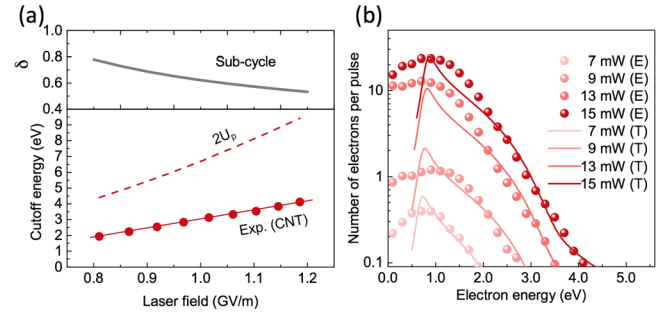 (a)
0.8
0.6
0.4
δ
Sub-cycle
9
8
7
6
5
4
3
2
1
0
Cutoff energy (eV)
2Uₚ
Exp. (CNT)
0.8 0.9 1.0 1.1 1.2
Laser field (GV/m)
(b)
Number of electrons per pulse
10
1
0.1
7 mW (E)
9 mW (E)
13 mW (E)
15 mW (E)
7 mW (T)
9 mW (T)
13 mW (T)
15 mW (T)
0.0 1.0 2.0 3.0 4.0 5.0
Electron energy (eV)